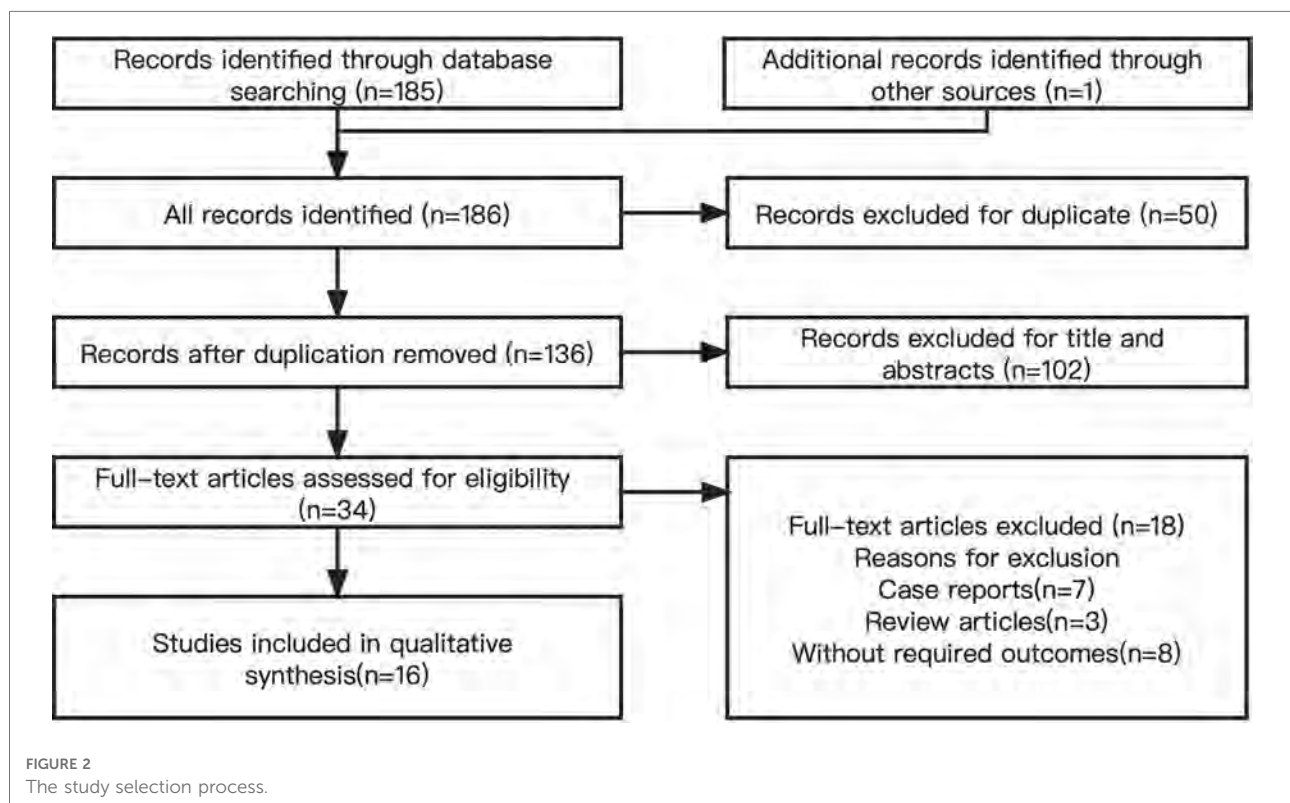 Records identified through database
searching (n=185)
Additional records identified through
other sources (n=1)
All records identified (n=186)
Records excluded for duplicate (n=50)
Records after duplication removed (n=136)
Records excluded for title and
abstracts (n=102)
Full-text articles assessed for eligibility
(n=34)
Full-text articles excluded (n=18)
Reasons for exclusion
Case reports(n=7)
Review articles(n=3)
Without required outcomes(n=8)
Studies included in qualitative
synthesis(n=16)
FIGURE 2
The study selection process.